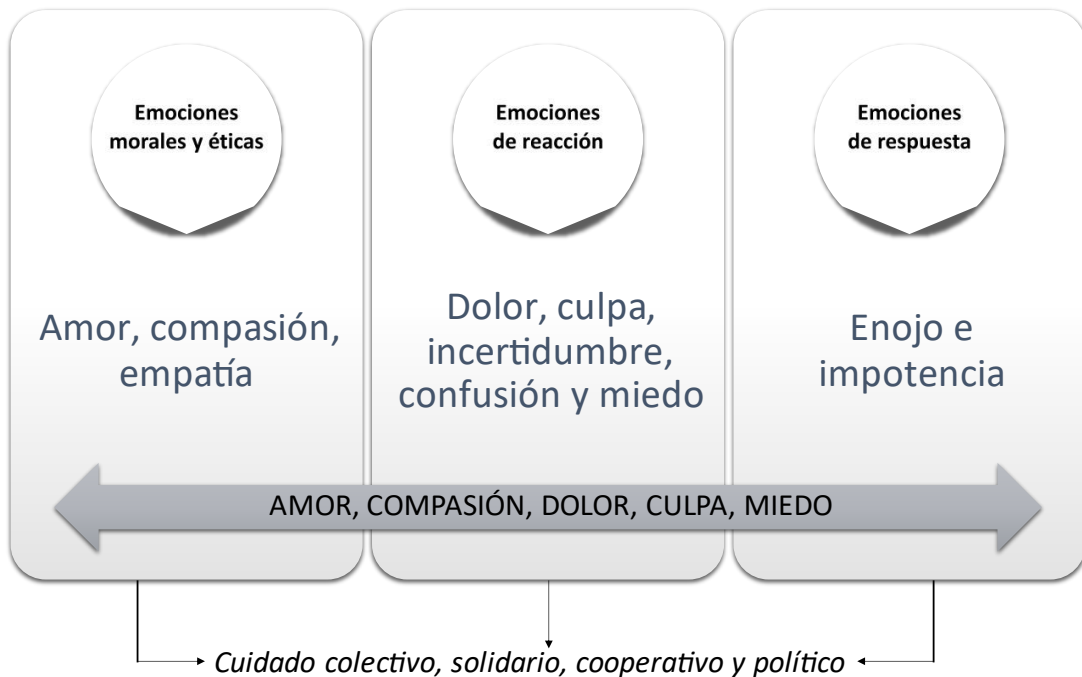 Emociones
morales y éticas
Emociones
de reacción
Emociones
de respuesta
Amor, compasión,
empatía
Dolor, culpa,
incertidumbre,
confusión y miedo
Enojo e
impotencia
AMOR, COMPASIÓN, DOLOR, CULPA, MIEDO
Cuidado colectivo, solidario, cooperativo y político